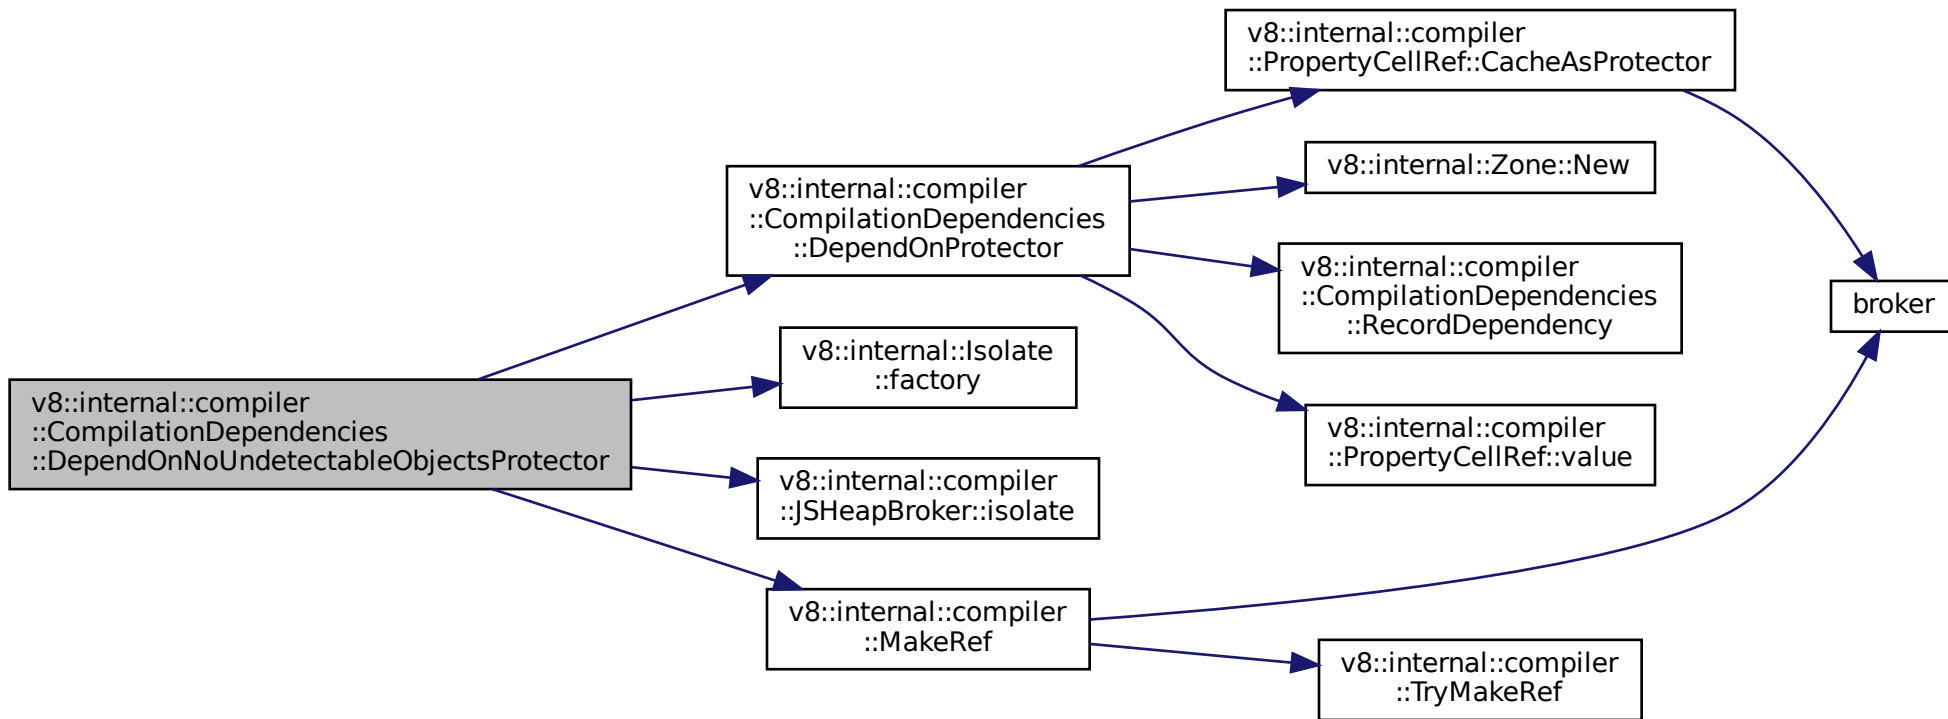 v8::internal::compiler
::CompilationDependencies
::DependOnNoUndetectableObjectsProtector
v8::internal::compiler
::CompilationDependencies
::DependOnProtector
v8::internal::Isolate
::factory
v8::internal::compiler
::JSHeapBroker::isolate
v8::internal::compiler
::MakeRef
v8::internal::compiler
::PropertyCellRef::CacheAsProtector
v8::internal::Zone::New
v8::internal::compiler
::CompilationDependencies
::RecordDependency
v8::internal::compiler
::PropertyCellRef::value
v8::internal::compiler
::TryMakeRef
broker